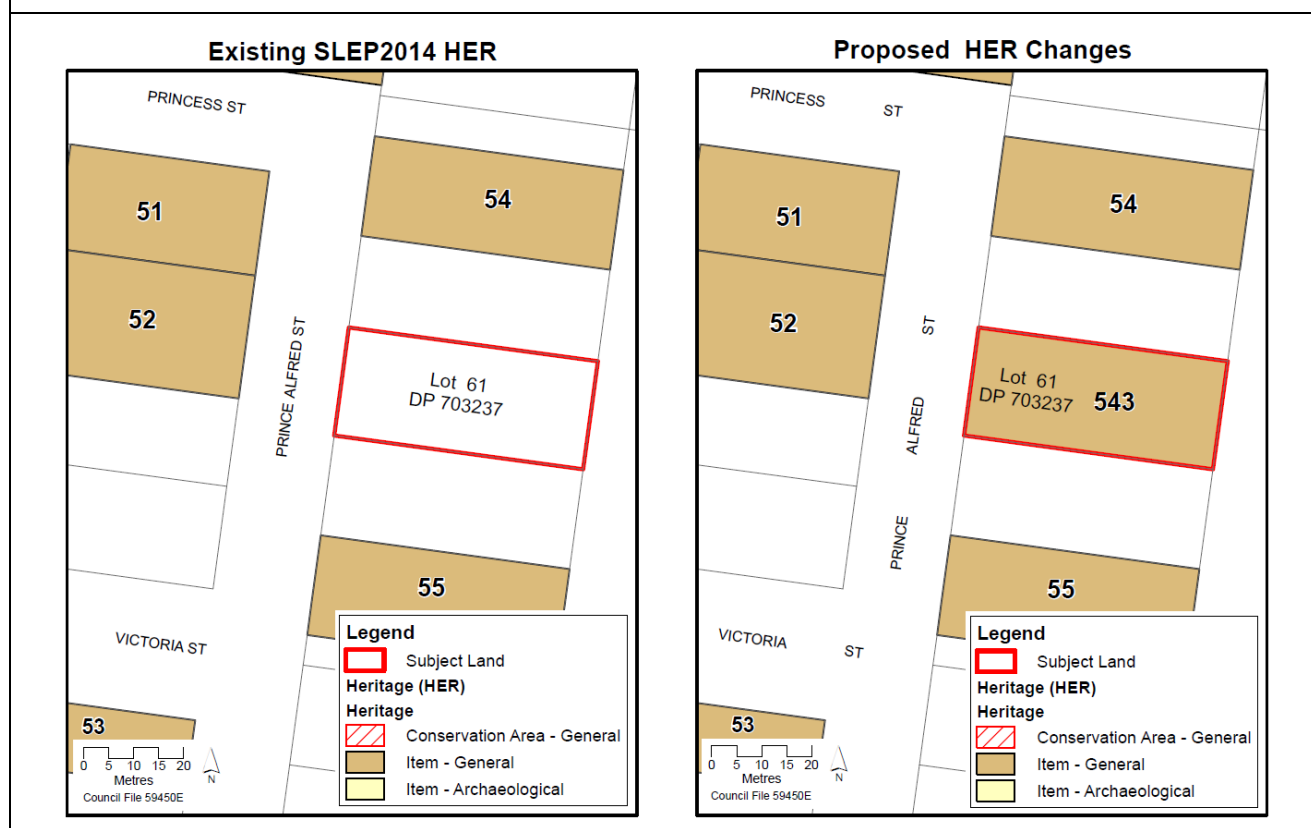 Existing SLEP2014 HER
PRINCESS ST
51
54
52
PRINCE ALFRED ST
Lot 61
DP 703237
55
VICTORIA ST
53
0 5 10 15 20
Metres
N
Council File 59450E
Legend
Subject Land
Heritage (HER)
Heritage
Conservation Area - General
Item - General
Item - Archaeological
Proposed HER Changes
PRINCESS ST
51
54
52
PRINCE ALFRED ST
Lot 61
DP 703237 543
55
VICTORIA ST
53
0 5 10 15 20
Metres
N
Council File 59450E
Legend
Subject Land
Heritage (HER)
Heritage
Conservation Area - General
Item - General
Item - Archaeological